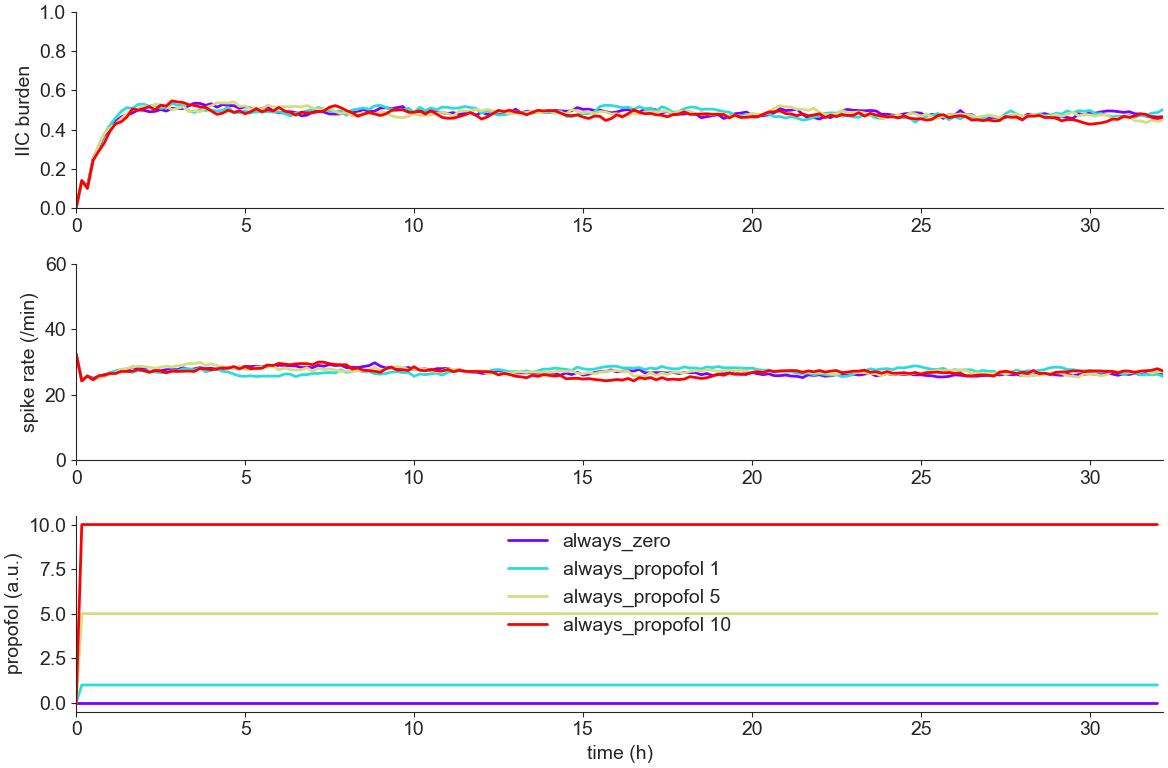 1.0
0.8
0.6
0.4
0.2
0.0
IIC burden
0 5 10 15 20 25 30
60
40
20
0
spike rate (/min)
0 5 10 15 20 25 30
10.0
7.5
5.0
2.5
0.0
propofol (a.u.)
always_zero
always_propofol 1
always_propofol 5
always_propofol 10
0 5 10 15 20 25 30
time (h)